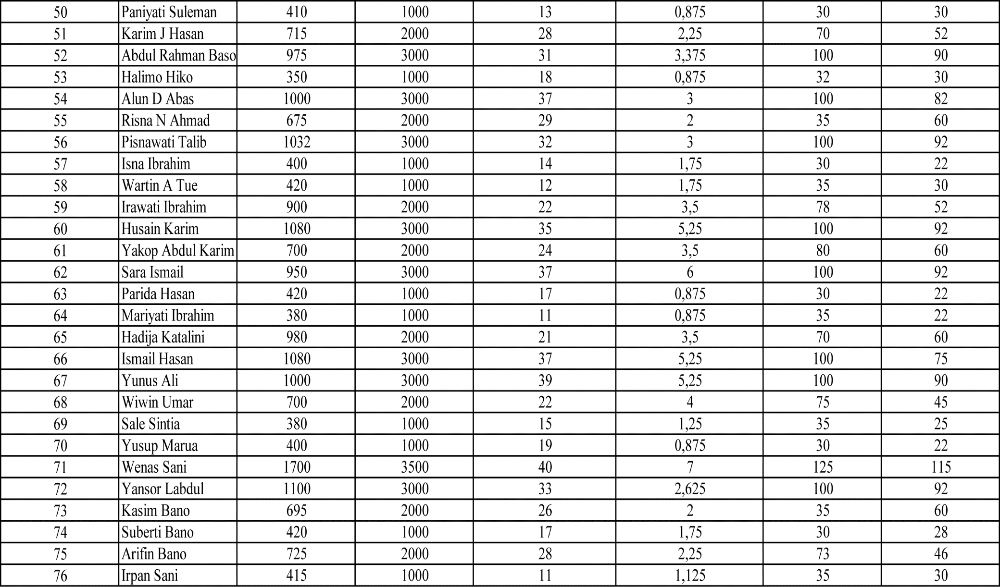 50 Paniyati Suleman 410 1000 13 0,875 30 30
51 Karim J Hasan 715 2000 28 2,25 70 52
52 Abdul Rahman Baso 975 3000 31 3,375 100 90
53 Halimo Hiko 350 1000 18 0,875 32 30
54 Alun D Abas 1000 3000 37 3 100 82
55 Risna N Ahmad 675 2000 29 2 35 60
56 Pisnawati Talib 1032 3000 32 3 100 92
57 Isna Ibrahim 400 1000 14 1,75 30 22
58 Wartin A Tue 420 1000 12 1,75 35 30
59 Irawati Ibrahim 900 2000 22 3,5 78 52
60 Husain Karim 1080 3000 35 5,25 100 92
61 Yakop Abdul Karim 700 2000 24 3,5 80 60
62 Sara Ismail 950 3000 37 6 100 92
63 Parida Hasan 420 1000 17 0,875 30 22
64 Mariyati Ibrahim 380 1000 11 0,875 35 22
65 Hadija Katalini 980 2000 21 3,5 70 60
66 Ismail Hasan 1080 3000 37 5,25 100 75
67 Yunus Ali 1000 3000 39 5,25 100 90
68 Wiwin Umar 700 2000 22 4 75 45
69 Sale Sintia 380 1000 15 1,25 35 25
70 Yusup Marua 400 1000 19 0,875 30 22
71 Wenas Sani 1700 3500 40 7 125 115
72 Yansor Labdul 1100 3000 33 2,625 100 92
73 Kasim Bano 695 2000 26 2 35 60
74 Suberti Bano 420 1000 17 1,75 30 28
75 Arifin Bano 725 2000 28 2,25 73 46
76 Irpan Sani 415 1000 11 1,125 35 30